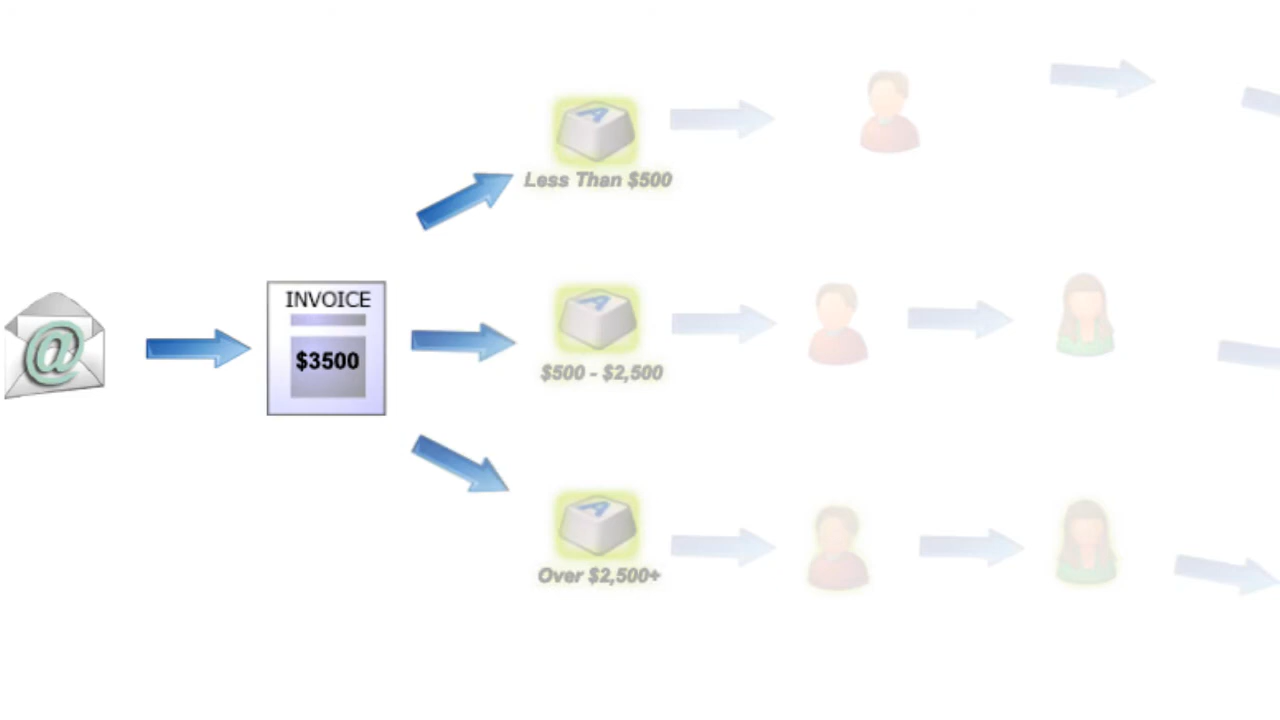 A
Less Than $500
@
INVOICE
$3500
A
$500 - $2,500
A
Over $2,500+